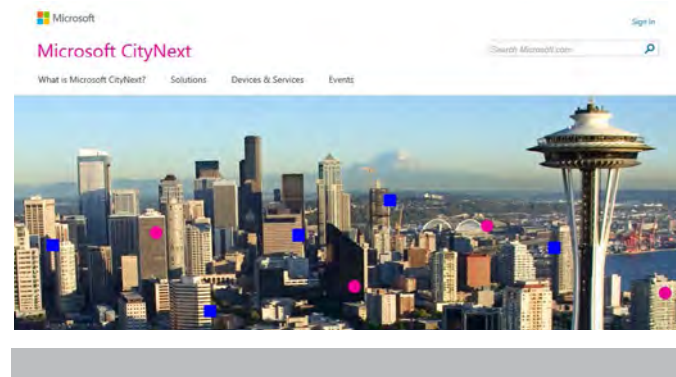 Microsoft
Sign in
Microsoft CityNext
Search Microsoft.com
What is Microsoft CityNext? Solutions Devices & Services Events